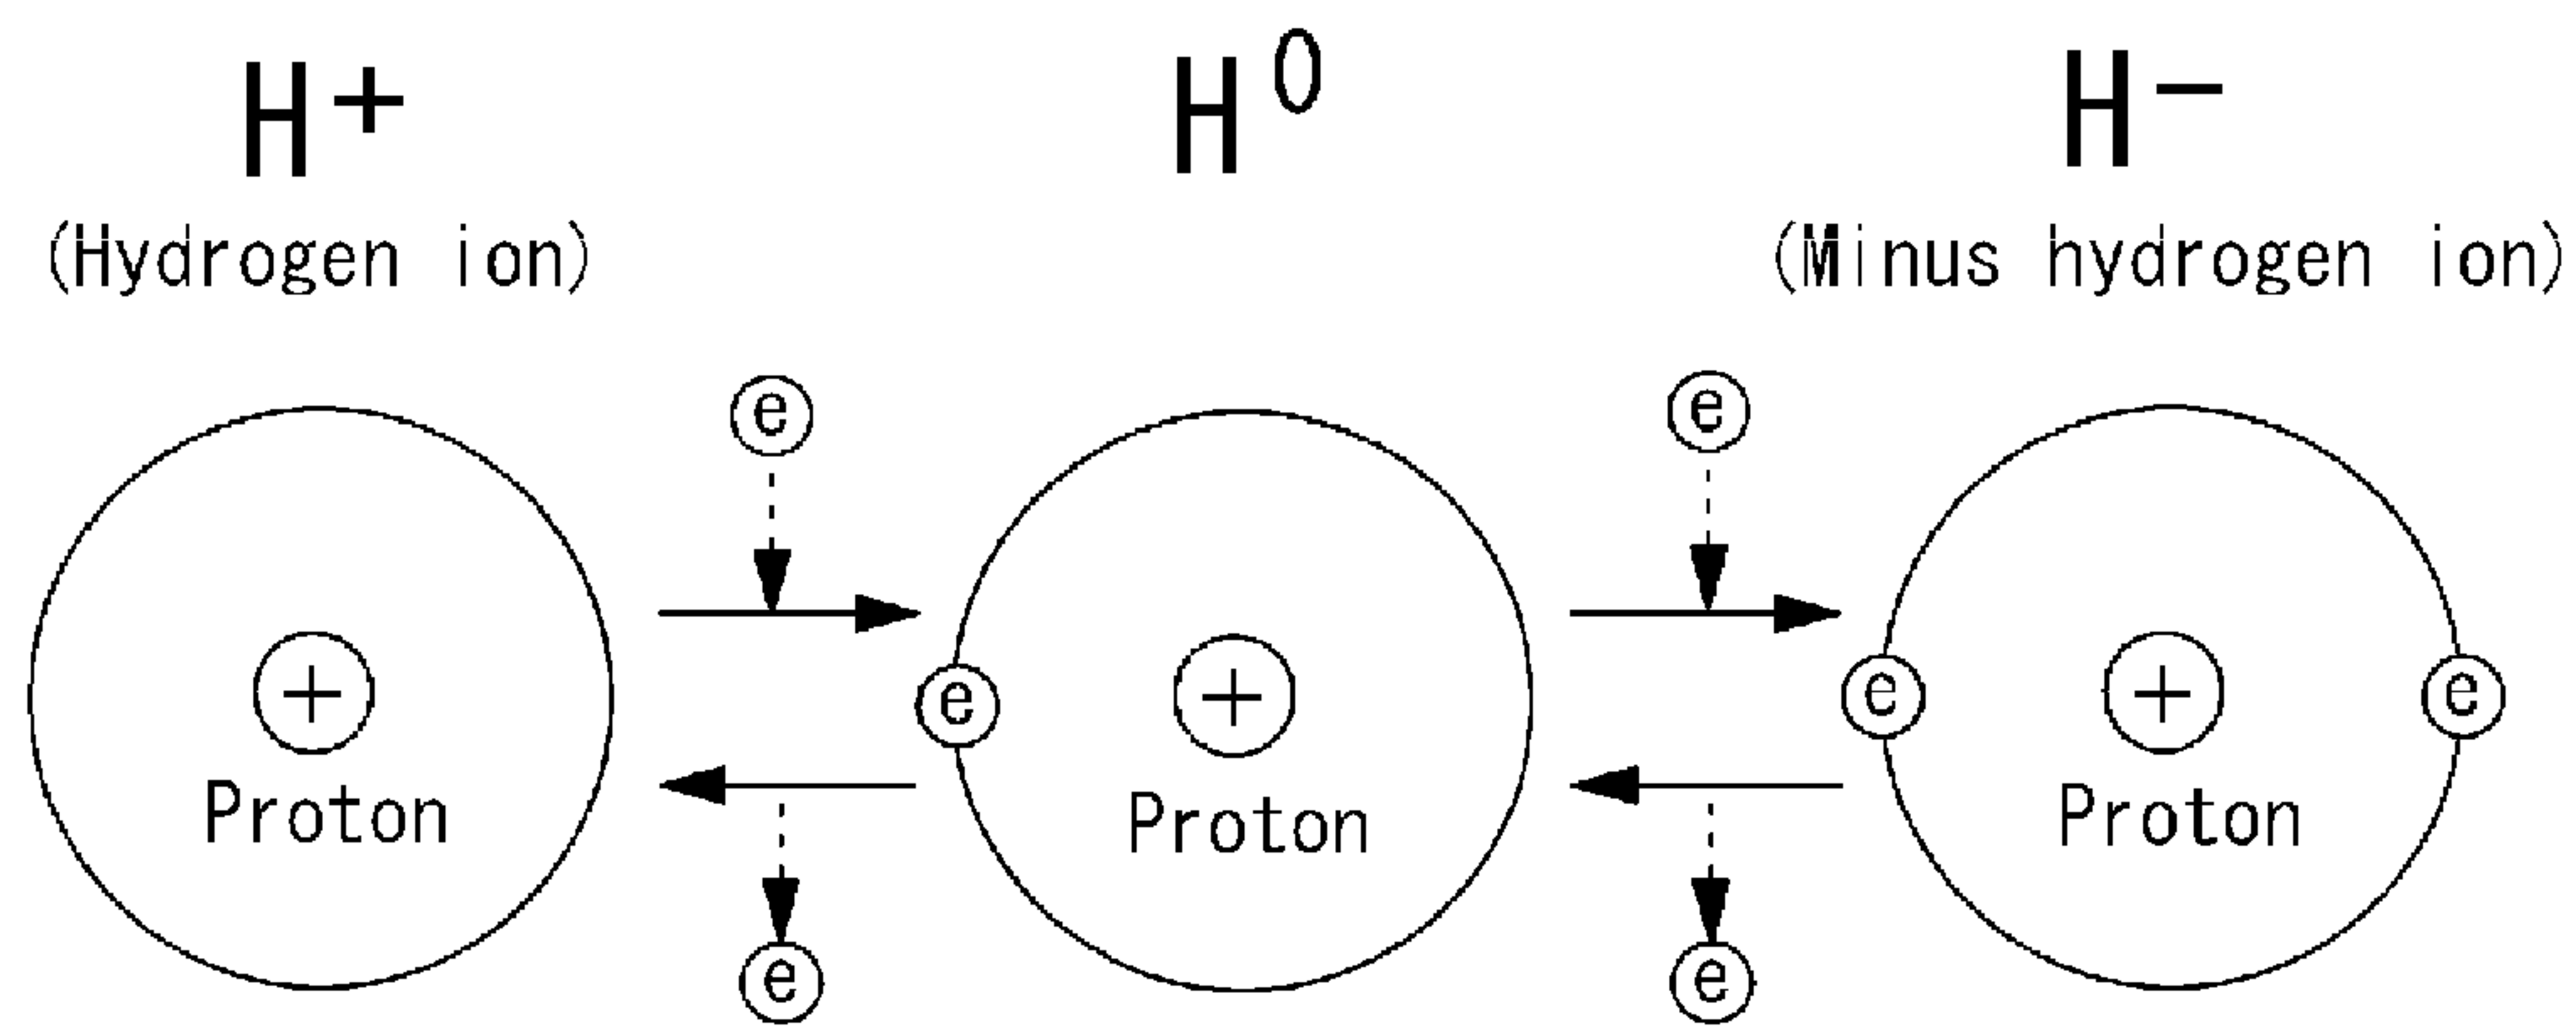 H+ H0 H−
(Hydrogen ion) (Minus hydrogen ion)
e e
+ e + e + e
Proton Proton Proton
e e